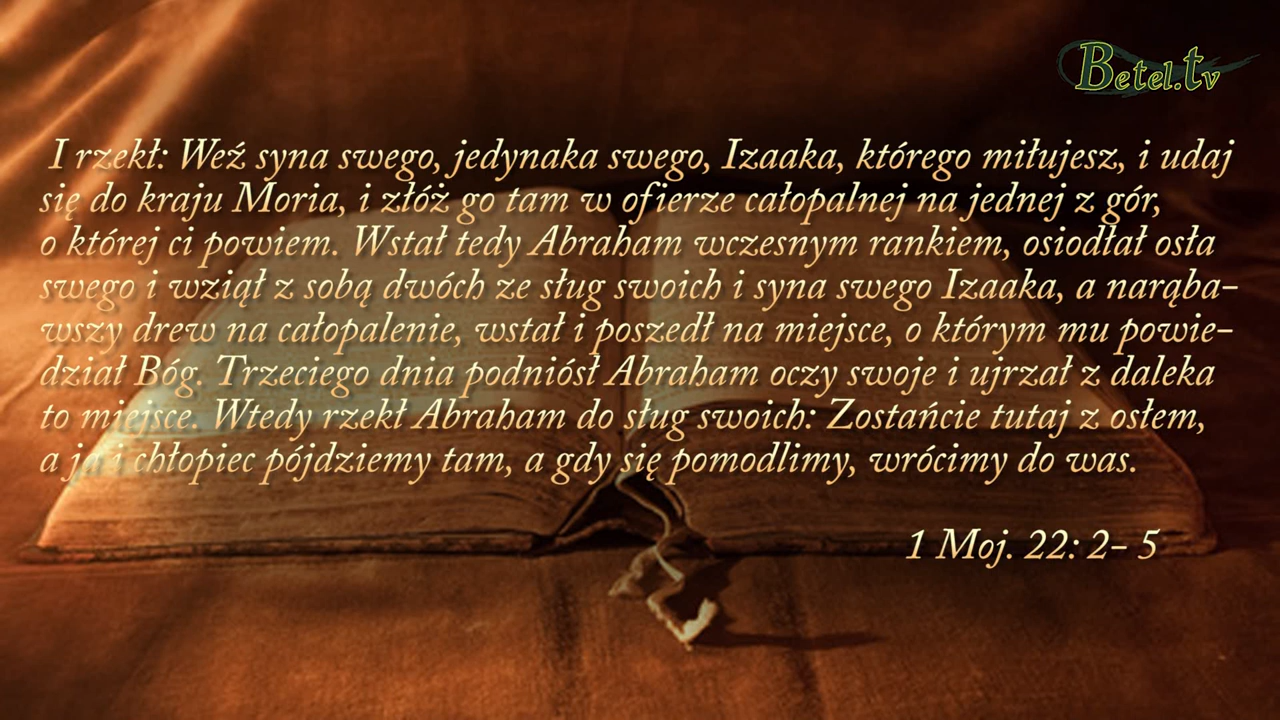 Betel.tv
I rzekł: Weź syna swego, jedynaka swego, Izaaka, którego miłujesz, i udaj
się do kraju Moria, i złóż go tam w ofierze całopalnej na jednej z gór,
o której ci powiem. Wstał tedy Abraham wczesnym rankiem, osiodłał osła
swego i wziął z sobą dwóch ze sług swoich i syna swego Izaaka, a narąba-
wszy drew na całopalenie, wstał i poszedł na miejsce, o którym mu powie-
dział Bóg. Trzeciego dnia podniósł Abraham oczy swoje i ujrzał z daleka
to miejsce. Wtedy rzekł Abraham do sług swoich: Zostańcie tutaj z osłem,
a ja i chłopiec pójdziemy tam, a gdy się pomodlimy, wrócimy do was.
1 Moj. 22: 2- 5